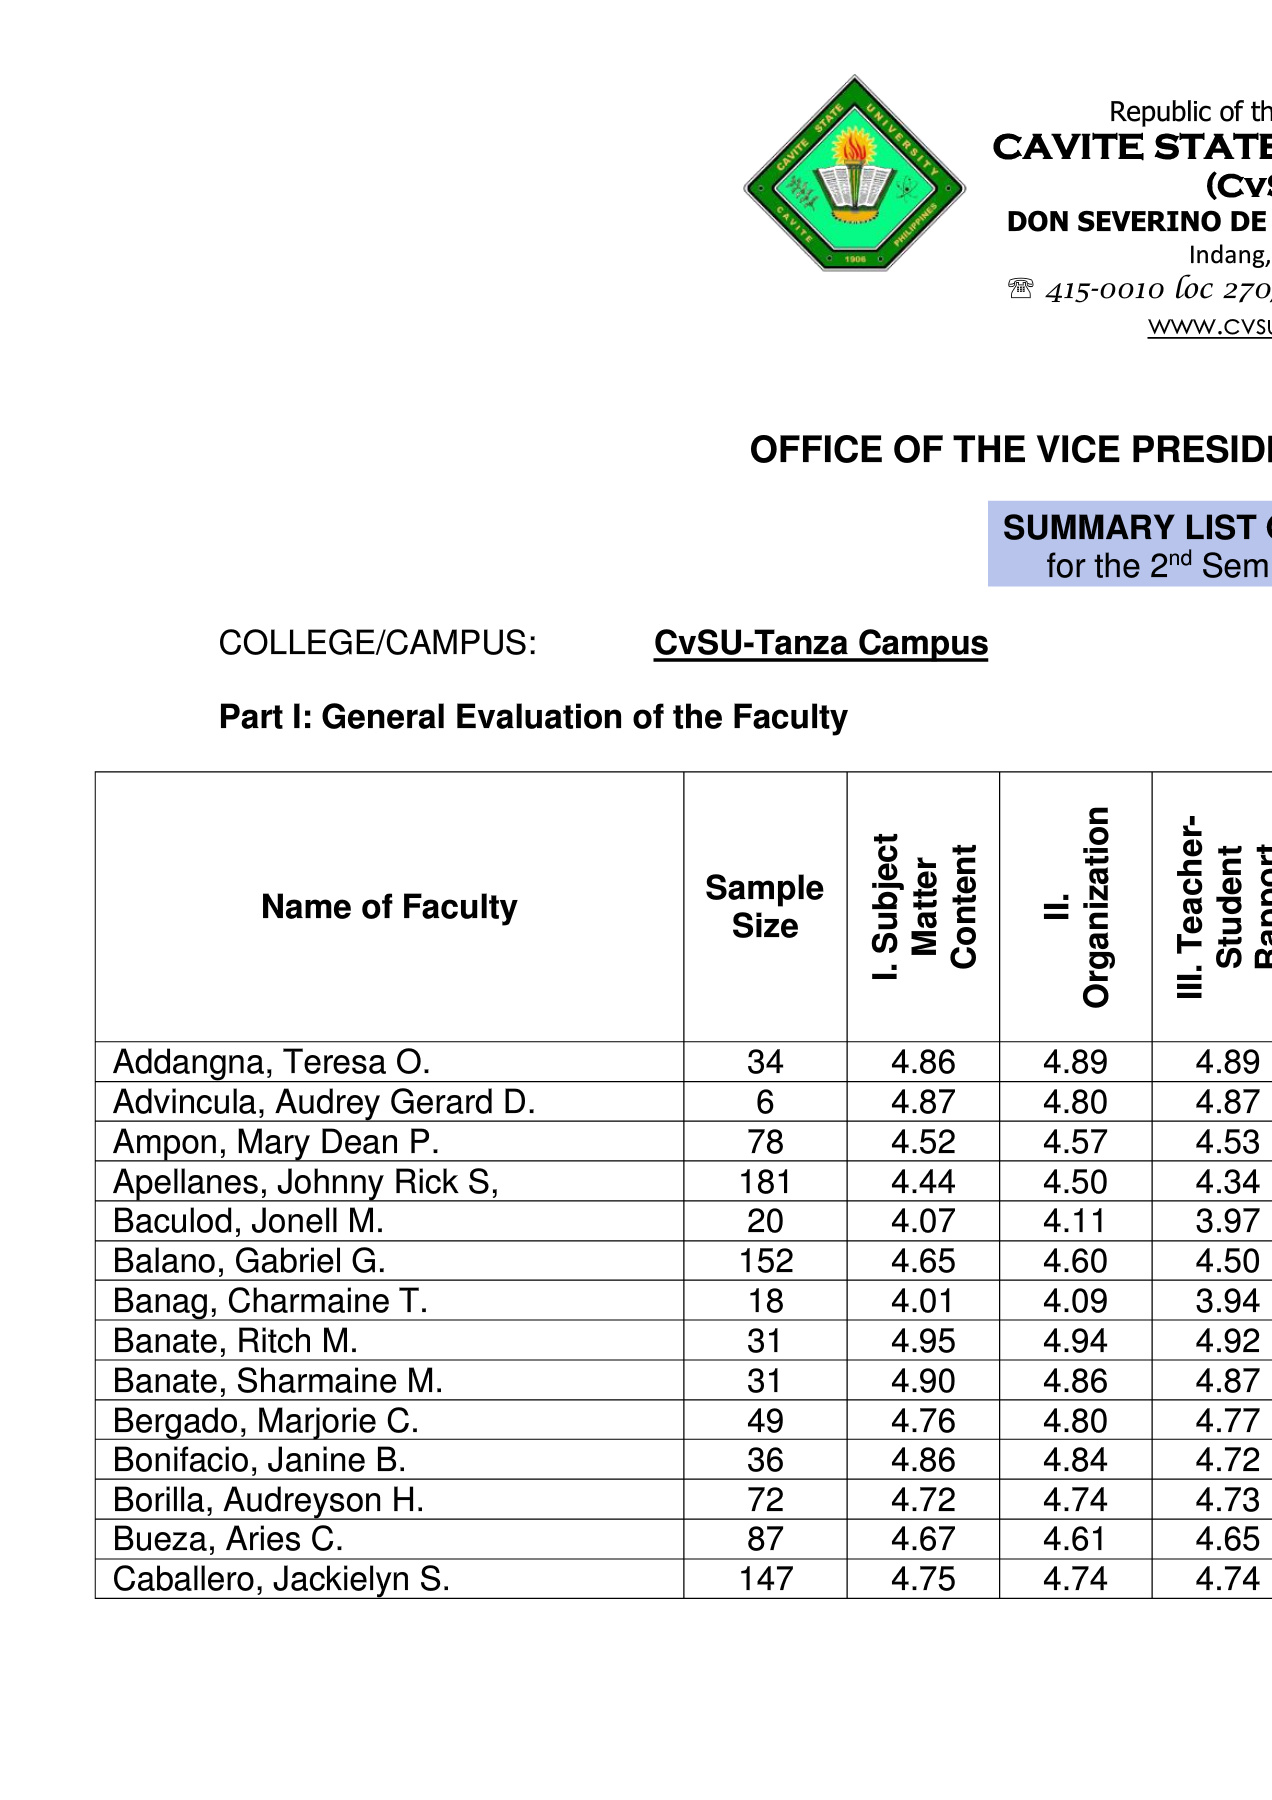 CAVITE STATE UNIVERSITY
CAVITE PHILIPPINES
1906
Republic of th
CAVITE STATE
(CvS
DON SEVERINO DE
Indang,
☏ 415-0010 loc 270,
www.cvsu
OFFICE OF THE VICE PRESID
SUMMARY LIST
for the 2nd Sem
COLLEGE/CAMPUS: CvSU-Tanza Campus
Part I: General Evaluation of the Faculty
Name of Faculty Sample Size I. Subject Matter Content II. Organization III. Teacher-Student Rapport
Addangna, Teresa O. 34 4.86 4.89 4.89
Advincula, Audrey Gerard D. 6 4.87 4.80 4.87
Ampon, Mary Dean P. 78 4.52 4.57 4.53
Apellanes, Johnny Rick S, 181 4.44 4.50 4.34
Baculod, Jonell M. 20 4.07 4.11 3.97
Balano, Gabriel G. 152 4.65 4.60 4.50
Banag, Charmaine T. 18 4.01 4.09 3.94
Banate, Ritch M. 31 4.95 4.94 4.92
Banate, Sharmaine M. 31 4.90 4.86 4.87
Bergado, Marjorie C. 49 4.76 4.80 4.77
Bonifacio, Janine B. 36 4.86 4.84 4.72
Borilla, Audreyson H. 72 4.72 4.74 4.73
Bueza, Aries C. 87 4.67 4.61 4.65
Caballero, Jackielyn S. 147 4.75 4.74 4.74